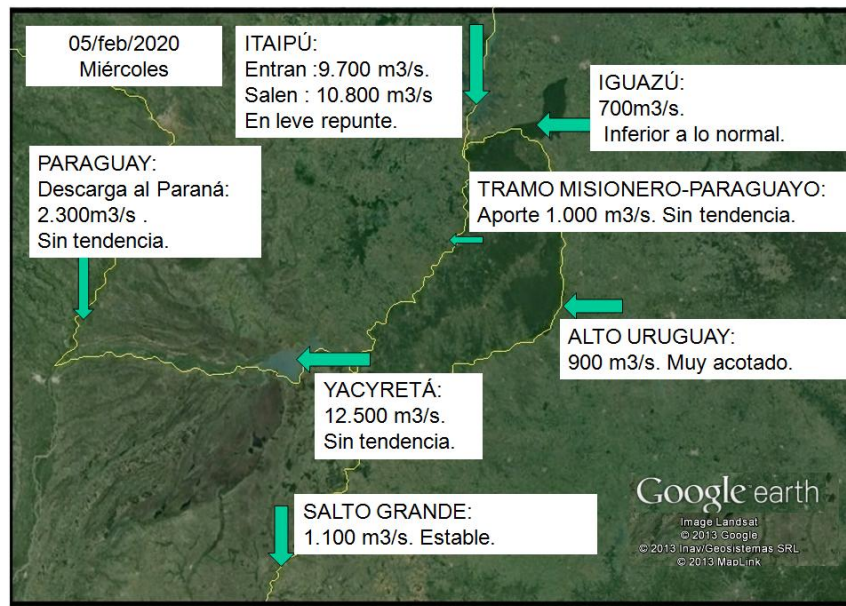 05/feb/2020
Miércoles
ITAIPÚ:
Entran :9.700 m3/s.
Salen : 10.800 m3/s
En leve repunte.
IGUAZÚ:
700m3/s.
Inferior a lo normal.
PARAGUAY:
Descarga al Paraná:
2.300m3/s .
Sin tendencia.
TRAMO MISIONERO-PARAGUAYO:
Aporte 1.000 m3/s. Sin tendencia.
ALTO URUGUAY:
900 m3/s. Muy acotado.
YACYRETÁ:
12.500 m3/s.
Sin tendencia.
SALTO GRANDE:
1.100 m3/s. Estable.
Google earth
Image Landsat
© 2013 Google
© 2013 Inav/Geosistemas SRL
© 2013 MapLink